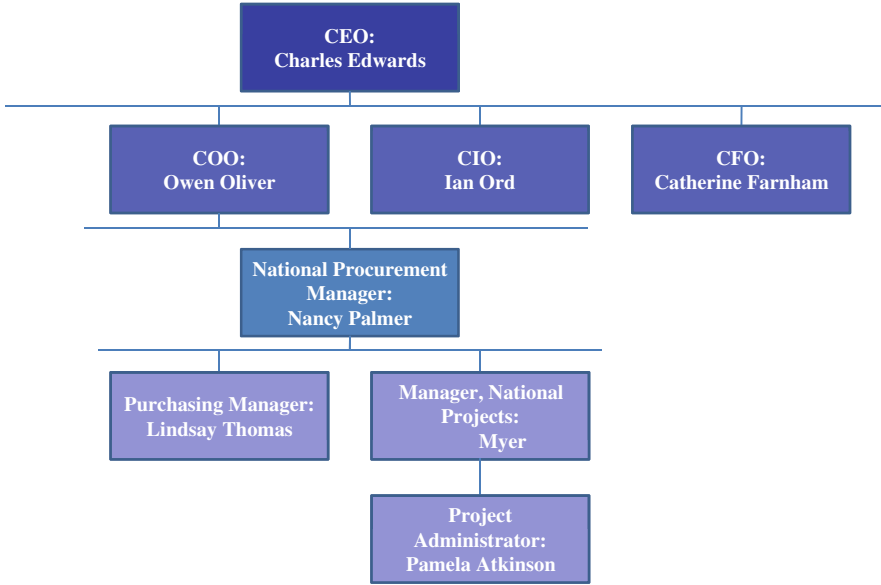 CEO:
Charles Edwards
COO:
Owen Oliver
CIO:
Ian Ord
CFO:
Catherine Farnham
National Procurement
Manager:
Nancy Palmer
Purchasing Manager:
Lindsay Thomas
Manager, National
Projects:
Myer
Project
Administrator:
Pamela Atkinson